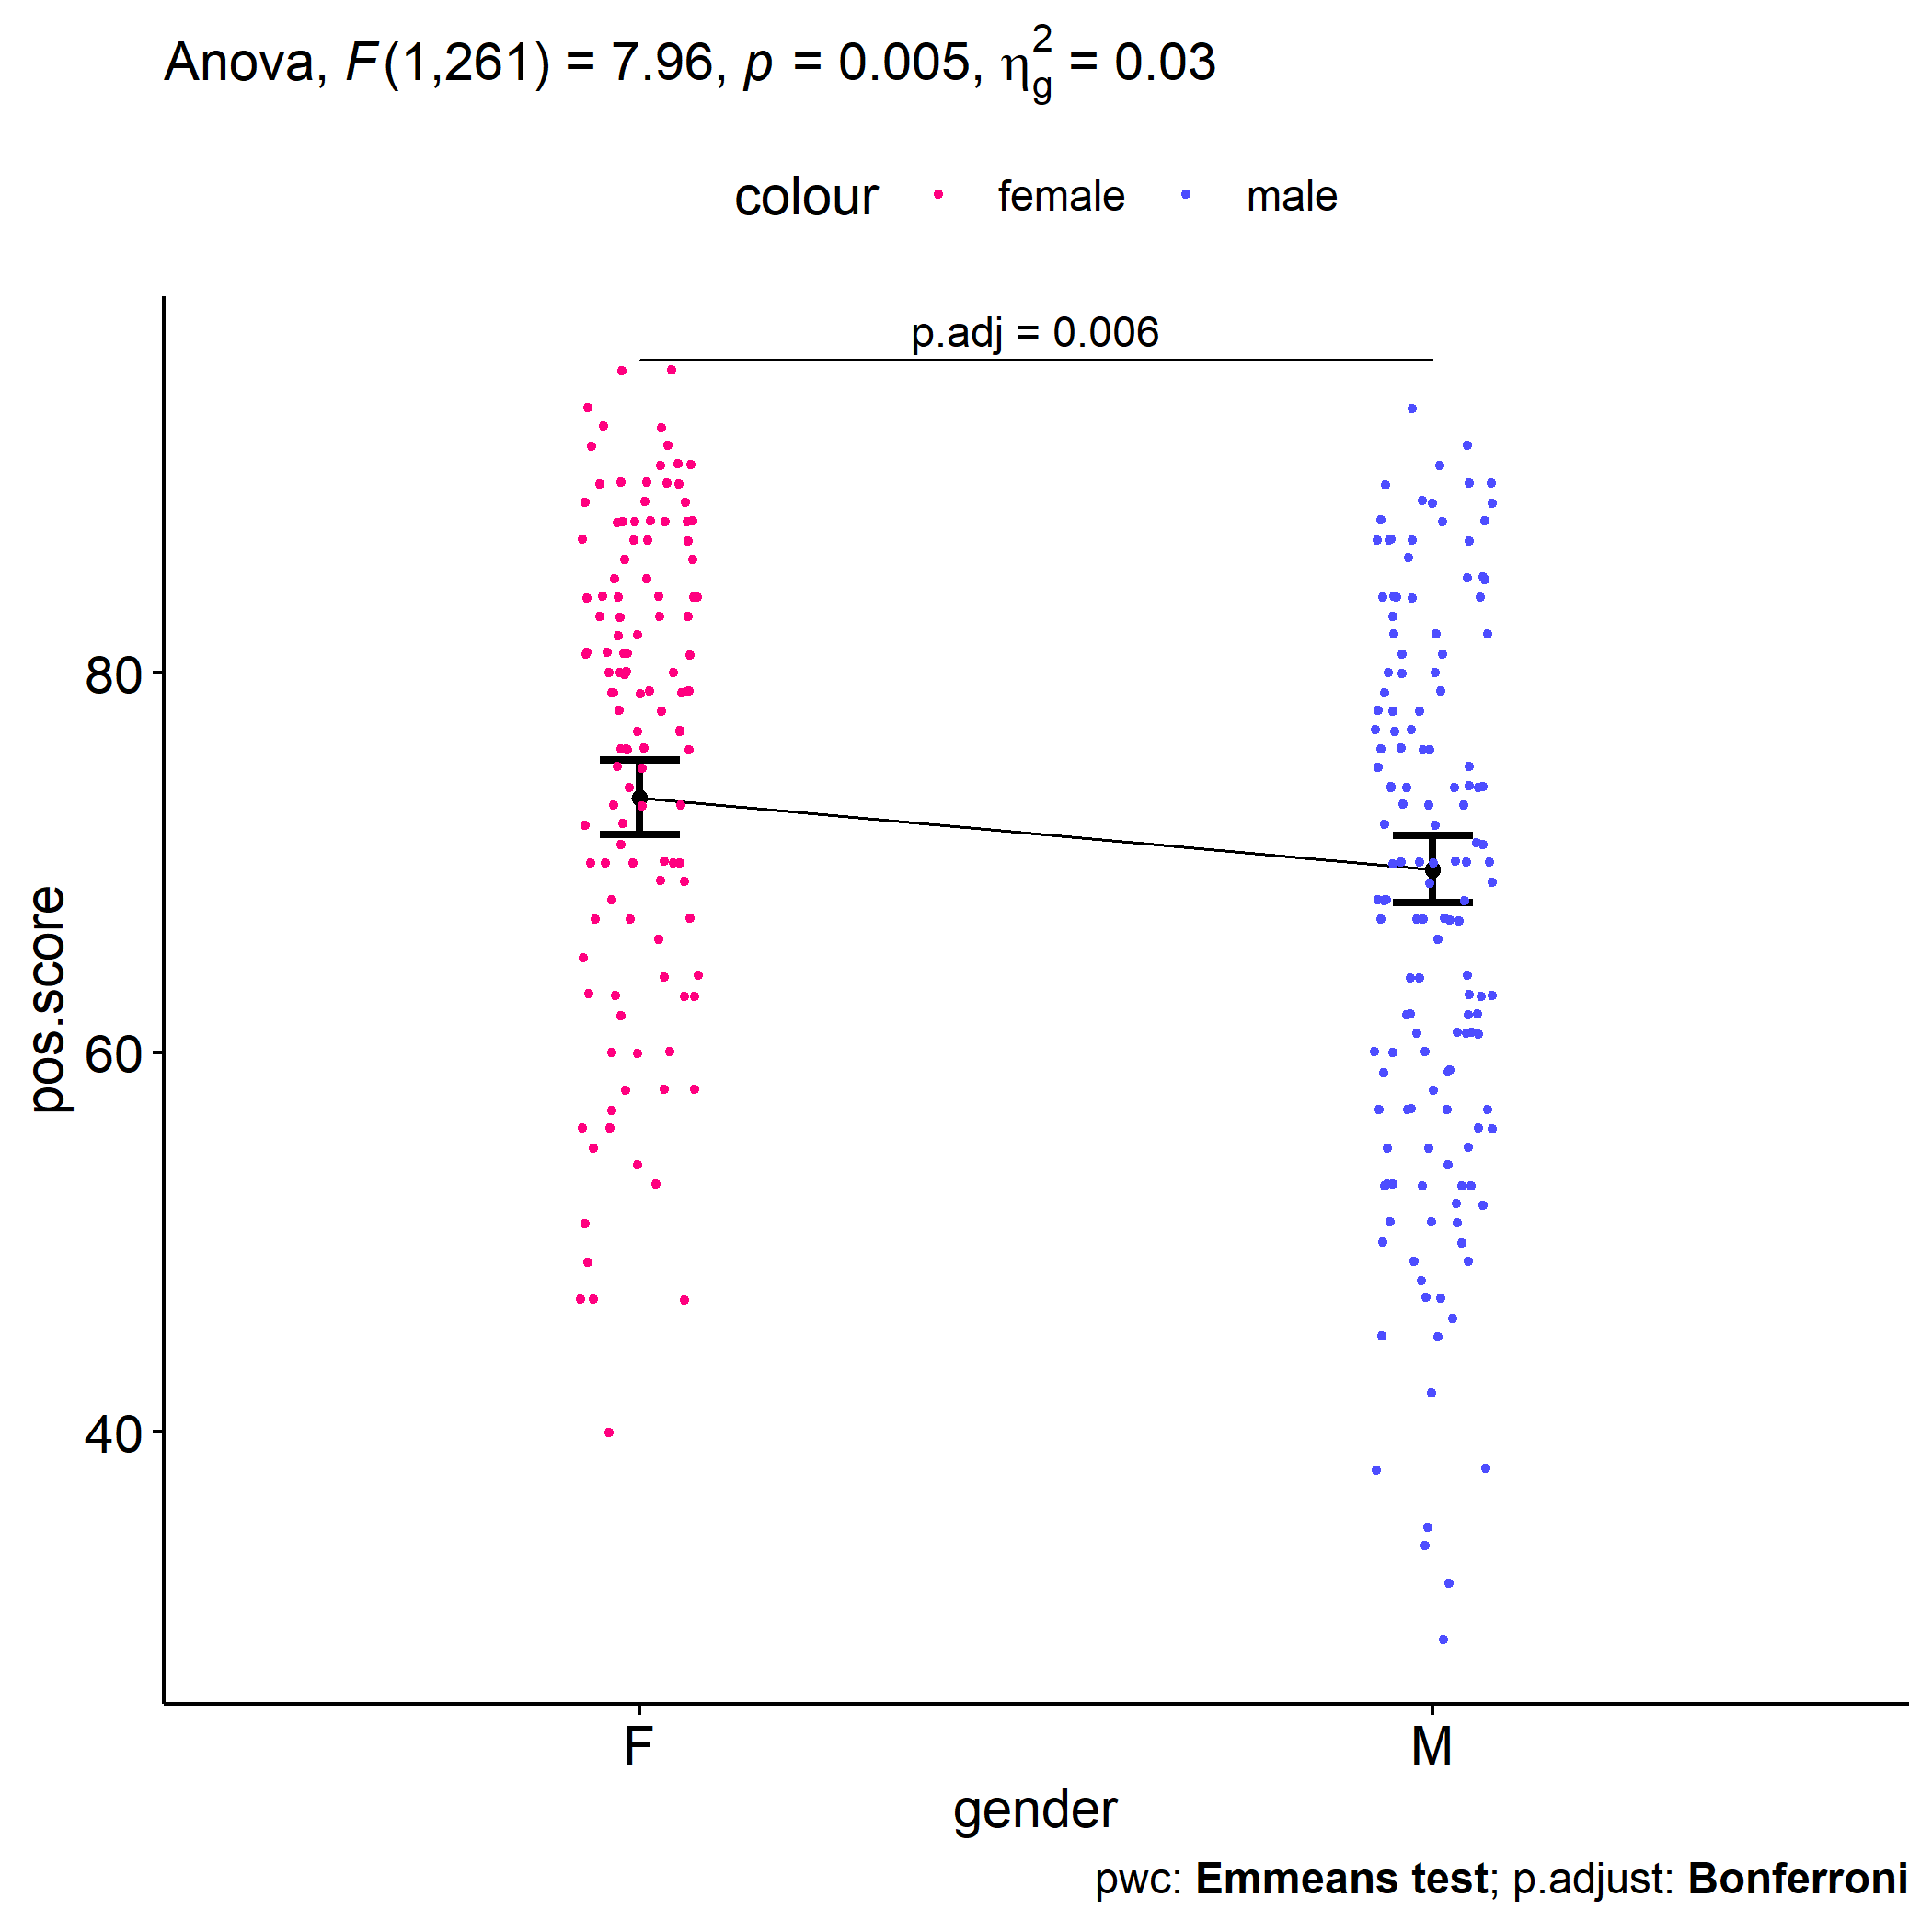 Anova, F(1,261) = 7.96, p = 0.005, η²g = 0.03
colour female male
p.adj = 0.006
80
60
40
pos.score
F M
gender
pwc: Emmeans test; p.adjust: Bonferroni